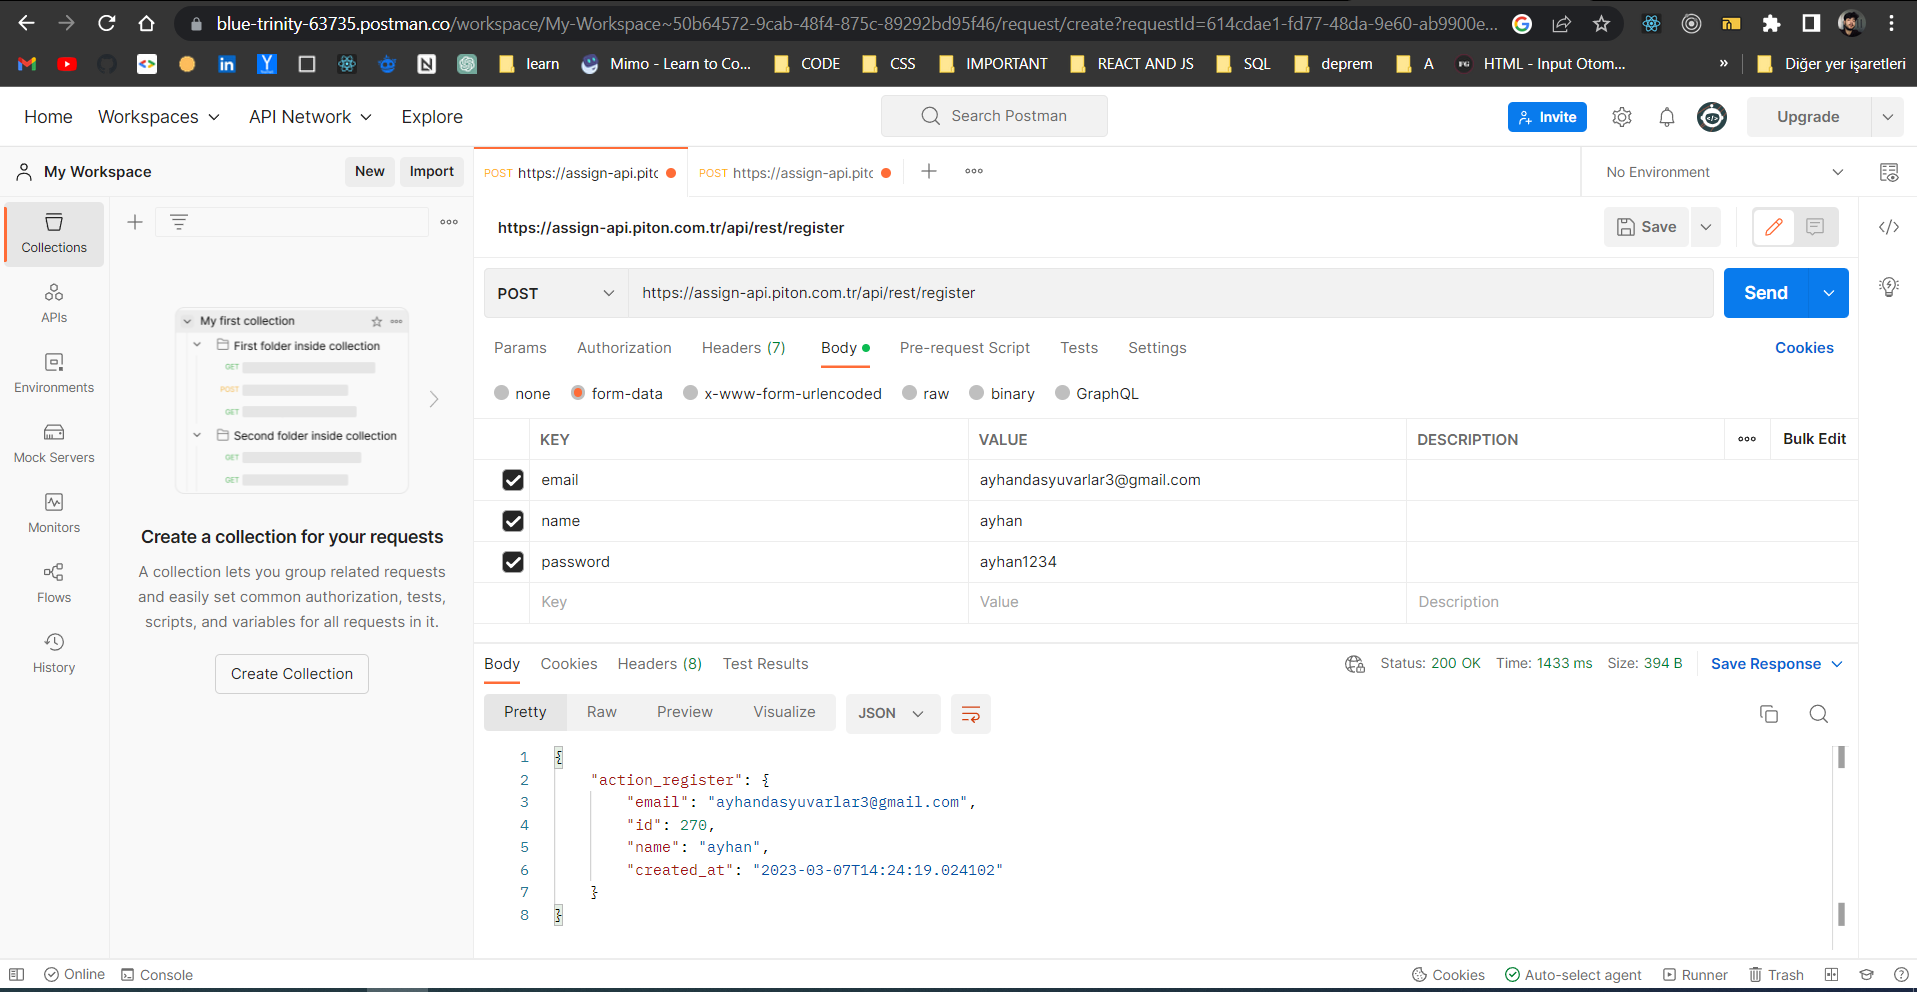 blue-trinity-63735.postman.co/workspace/My-Workspace~50b64572-9cab-48f4-875c-89292bd95f46/request/create?requestId=614cdae1-fd77-48da-9e60-ab9900e...
learn
Mimo - Learn to Co...
CODE
CSS
IMPORTANT
REACT AND JS
SQL
deprem
A
HTML - Input Otom...
»
Diğer yer işaretleri
Home
Workspaces
API Network
Explore
Search Postman
Invite
Upgrade
My Workspace
New
Import
POST https://assign-api.pitc
POST https://assign-api.pitc
No Environment
Collections
APIs
Environments
Mock Servers
Monitors
Flows
History
My first collection
First folder inside collection
GET
POST
GET
Second folder inside collection
GET
GET
Create a collection for your requests
A collection lets you group related requests
and easily set common authorization, tests,
scripts, and variables for all requests in it.
Create Collection
https://assign-api.piton.com.tr/api/rest/register
Save
POST
https://assign-api.piton.com.tr/api/rest/register
Send
Params
Authorization
Headers (7)
Body
Pre-request Script
Tests
Settings
Cookies
none
form-data
x-www-form-urlencoded
raw
binary
GraphQL
KEY
VALUE
DESCRIPTION
Bulk Edit
email
ayhandasyuvarlar3@gmail.com
name
ayhan
password
ayhan1234
Key
Value
Description
Body
Cookies
Headers (8)
Test Results
Status: 200 OK
Time: 1433 ms
Size: 394 B
Save Response
Pretty
Raw
Preview
Visualize
JSON
1 {
2 "action_register": {
3 "email": "ayhandasyuvarlar3@gmail.com",
4 "id": 270,
5 "name": "ayhan",
6 "created_at": "2023-03-07T14:24:19.024102"
7 }
8 }
Online
Console
Cookies
Auto-select agent
Runner
Trash